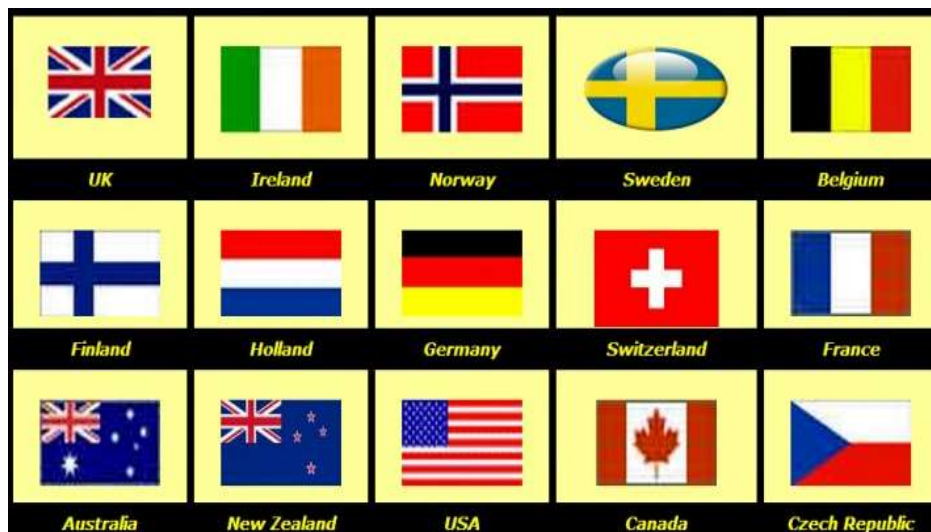 UK Ireland Norway Sweden Belgium
Finland Holland Germany Switzerland France
Australia New Zealand USA Canada Czech Republic